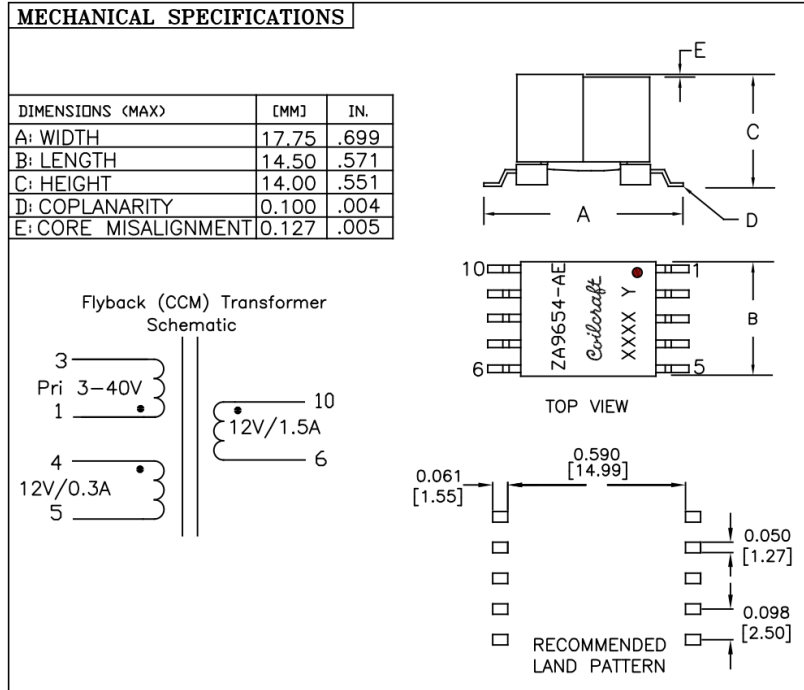 MECHANICAL SPECIFICATIONS
DIMENSIONS (MAX) [MM] IN.
A: WIDTH 17.75 .699
B: LENGTH 14.50 .571
C: HEIGHT 14.00 .551
D: COPLANARITY 0.100 .004
E: CORE MISALIGNMENT 0.127 .005
E
C
A
D
Flyback (CCM) Transformer
Schematic
3
Pri 3-40V
1
4
12V/0.3A
5
10
12V/1.5A
6
10
1
6
5
ZA9654-AE
Coilcraft
XXXX Y
B
TOP VIEW
0.061
[1.55]
0.590
[14.99]
0.050
[1.27]
0.098
[2.50]
RECOMMENDED
LAND PATTERN